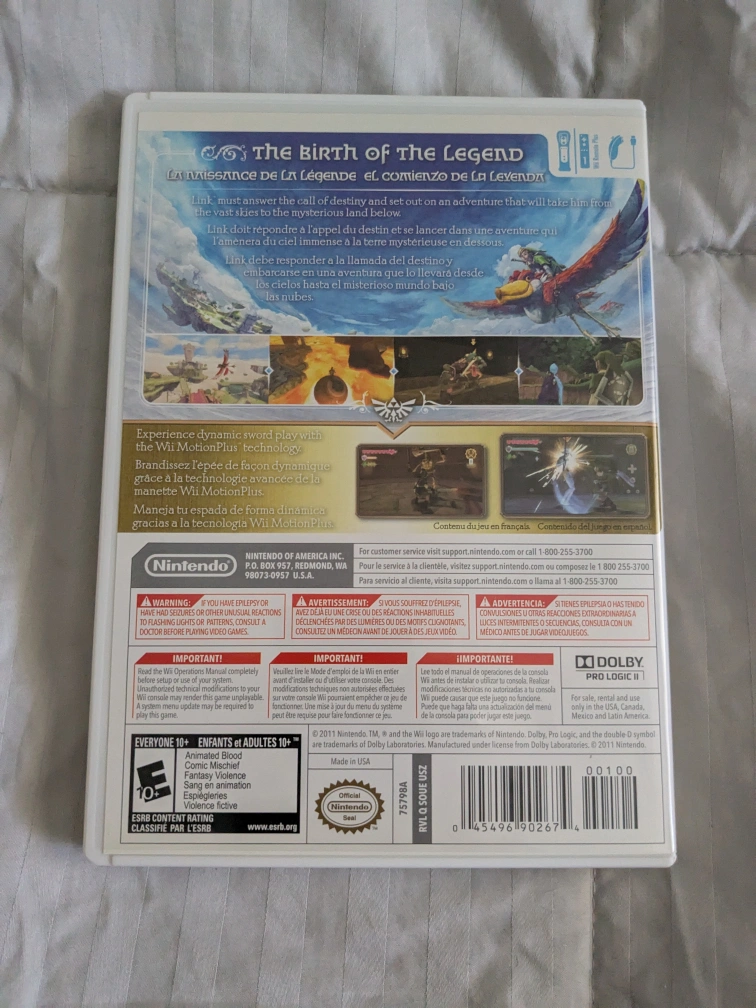 THE BIRTH OF THE LEGEND
LA NAISSANCE DE LA LÉGENDE EL COMIENZO DE LA LEYENDA
Wii Remote Plus
Link™ must answer the call of destiny and set out on an adventure that will take him from
the vast skies to the mysterious land below.
Link doit répondre à l'appel du destin et se lancer dans une aventure qui
l'amènera du ciel immense à la terre mystérieuse en dessous.
Link debe responder a la llamada del destino y
embarcarse en una aventura que lo llevará desde
los cielos hasta el misterioso mundo bajo
las nubes.
Experience dynamic sword play with
the Wii MotionPlus™ technology.
Brandissez l'épée de façon dynamique
grâce à la technologie avancée de la
manette Wii MotionPlus.
Maneja tu espada de forma dinámica
gracias a la tecnología Wii MotionPlus.
Contenu du jeu en français. Contenido del juego en español.
Nintendo®
NINTENDO OF AMERICA INC.
P.O. BOX 957, REDMOND, WA
98073-0957 U.S.A.
For customer service visit support.nintendo.com or call 1-800-255-3700
Pour le service à la clientèle, visitez support.nintendo.com ou composez le 1 800 255-3700
Para servicio al cliente, visita support.nintendo.com o llama al 1-800-255-3700
WARNING: IF YOU HAVE EPILEPSY OR
HAVE HAD SEIZURES OR OTHER UNUSUAL REACTIONS
TO FLASHING LIGHTS OR PATTERNS, CONSULT A
DOCTOR BEFORE PLAYING VIDEO GAMES.
AVERTISSEMENT: SI VOUS SOUFFREZ D'ÉPILEPSIE,
AVEZ DÉJÀ EU UNE CRISE OU DES RÉACTIONS INHABITUELLES
DÉCLENCHÉES PAR DES LUMIÈRES OU DES MOTIFS CLIGNOTANTS,
CONSULTEZ UN MÉDECIN AVANT DE JOUER À DES JEUX VIDÉO.
ADVERTENCIA: SI TIENES EPILEPSIA O HAS TENIDO
CONVULSIONES U OTRAS REACCIONES EXTRAORDINARIAS A
LUCES INTERMITENTES O SECUENCIAS, CONSULTA CON UN
MÉDICO ANTES DE JUGAR VIDEOJUEGOS.
IMPORTANT!
Read the Wii Operations Manual completely
before setup or use of your system.
Unauthorized technical modifications to your
Wii console may render this game unplayable.
A system menu update may be required to
play this game.
IMPORTANT!
Veuillez lire le Mode d'emploi de la Wii en entier
avant d'installer ou d'utiliser votre console. Des
modifications techniques non autorisées effectuées
sur votre console Wii pourraient empêcher ce jeu de
fonctionner. Une mise à jour du menu du système
peut être requise pour faire fonctionner ce jeu.
¡IMPORTANTE!
Lee todo el manual de operaciones de la consola
Wii antes de instalar o utilizar tu consola. Realizar
modificaciones técnicas no autorizadas a tu consola
Wii puede causar que este juego no funcione.
Puede que haga falta una actualización del menú
de la consola para poder jugar este juego.
DOLBY
PRO LOGIC II
For sale, rental and use
only in the USA, Canada,
Mexico and Latin America.
EVERYONE 10+ ENFANTS et ADULTES 10+™
E
10+
Animated Blood
Comic Mischief
Fantasy Violence
Sang en animation
Espiègleries
Violence fictive
ESRB CONTENT RATING
CLASSIFIÉ PAR L'ESRB www.esrb.org
© 2011 Nintendo. TM, ® and the Wii logo are trademarks of Nintendo. Dolby, Pro Logic, and the double-D symbol
are trademarks of Dolby Laboratories. Manufactured under license from Dolby Laboratories. © 2011 Nintendo.
Made in USA
Official
Nintendo
Seal
75798A
RVL Q SOUE USZ
00100
0 45496 90267 4